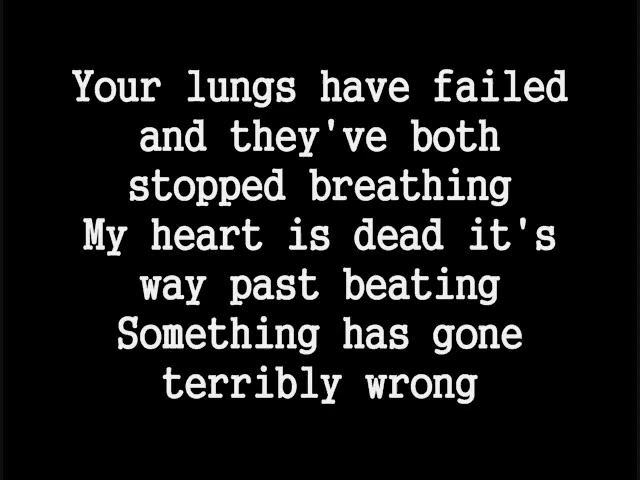 Your lungs have failed
and they've both
stopped breathing
My heart is dead it's
way past beating
Something has gone
terribly wrong